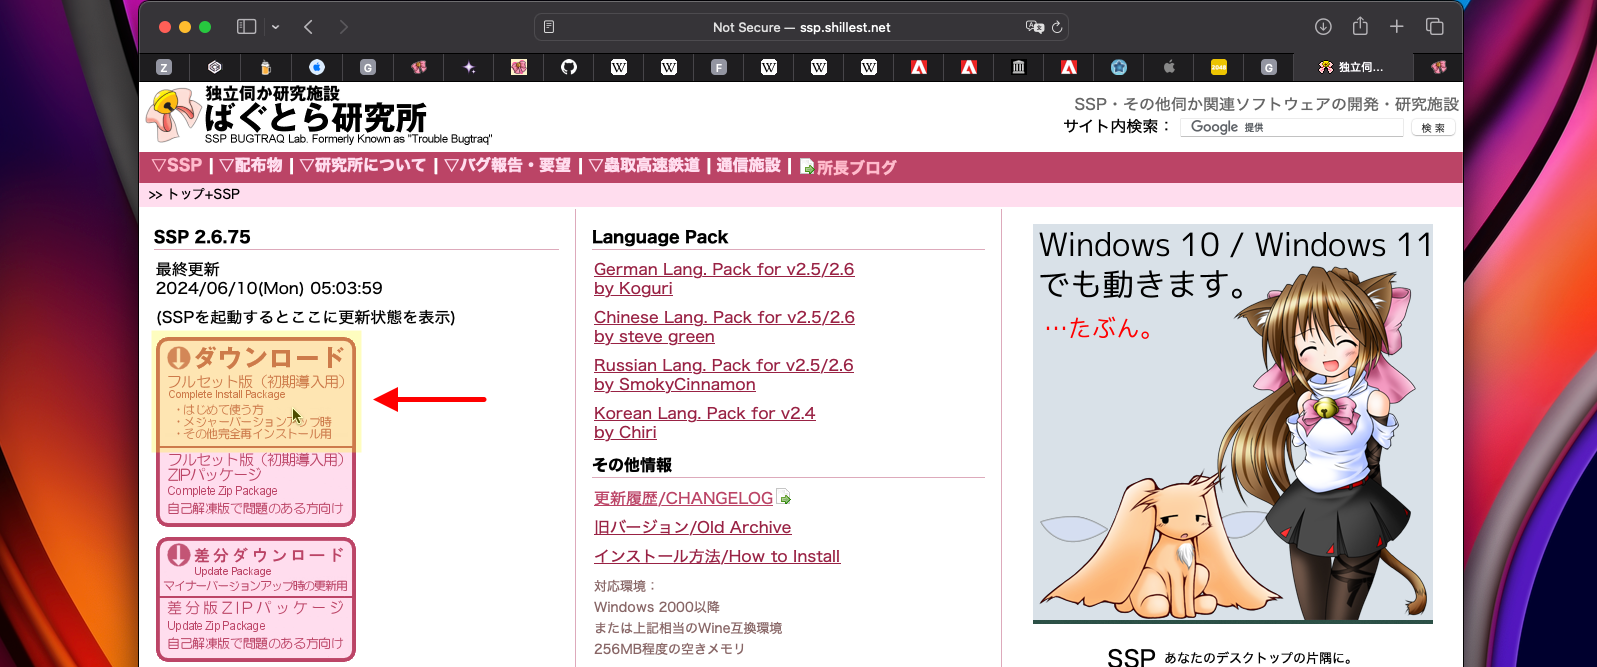 Not Secure — ssp.shillest.net
Z
G
W
W
F
W
W
W
G
独立伺...
独立伺か研究施設
ばぐとら研究所
SSP BUGTRAQ Lab. Formerly Known as "Trouble Bugtraq"
SSP・その他伺か関連ソフトウェアの開発・研究施設
サイト内検索：
Google 提供
検 索
▽SSP | ▽配布物 | ▽研究所について | ▽バグ報告・要望 | ▽蟲取高速鉄道 | 通信施設 | 所長ブログ
>> トップ+SSP
SSP 2.6.75
最終更新
2024/06/10(Mon) 05:03:59
(SSPを起動するとここに更新状態を表示)
ダウンロード
フルセット版（初期導入用）
Complete Install Package
・はじめて使う方
・メジャーバージョンアップ時
・その他完全再インストール用
フルセット版（初期導入用）
ZIPパッケージ
Complete Zip Package
自己解凍版で問題のある方向け
差分ダウンロード
Update Package
マイナーバージョンアップ時の更新用
差分版ZIPパッケージ
Update Zip Package
自己解凍版で問題のある方向け
Language Pack
German Lang. Pack for v2.5/2.6
by Koguri
Chinese Lang. Pack for v2.5/2.6
by steve green
Russian Lang. Pack for v2.5/2.6
by SmokyCinnamon
Korean Lang. Pack for v2.4
by Chiri
その他情報
更新履歴/CHANGELOG
旧バージョン/Old Archive
インストール方法/How to Install
対応環境：
Windows 2000以降
または上記相当のWine互換環境
256MB程度の空きメモリ
Windows 10 / Windows 11
でも動きます。
…たぶん。
SSP あなたのデスクトップの片隅に。